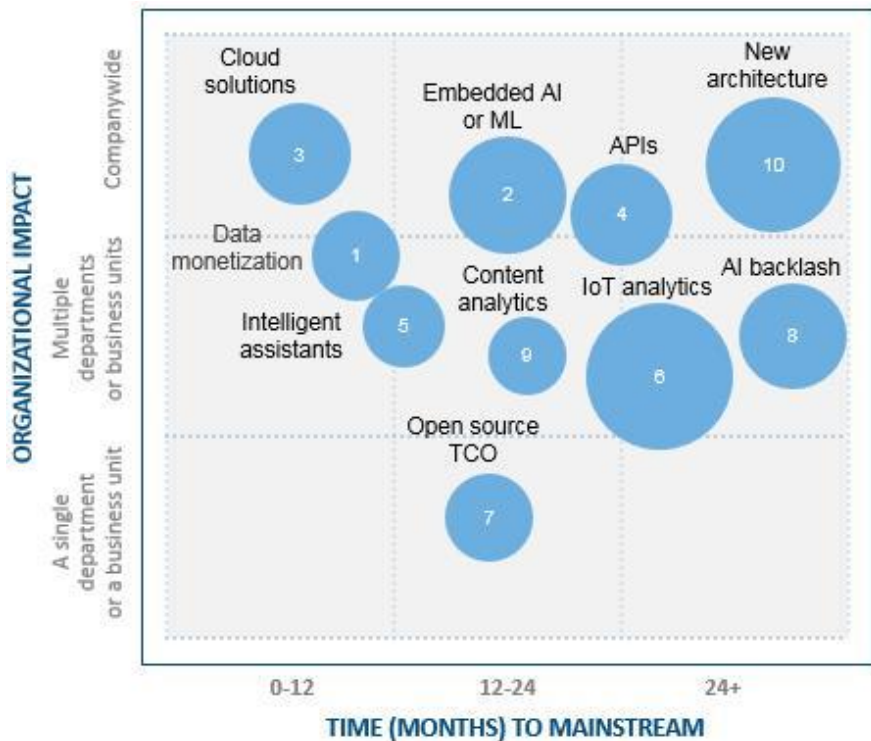 Cloud
solutions
3
Embedded AI
or ML
2
APIs
4
New
architecture
10
Data
monetization
1
Intelligent
assistants
5
Content
analytics
9
IoT analytics
6
AI backlash
8
Open source
TCO
7
ORGANIZATIONAL IMPACT
Companywide
Multiple
departments
or business units
A single
department
or a business unit
0-12
12-24
24+
TIME (MONTHS) TO MAINSTREAM